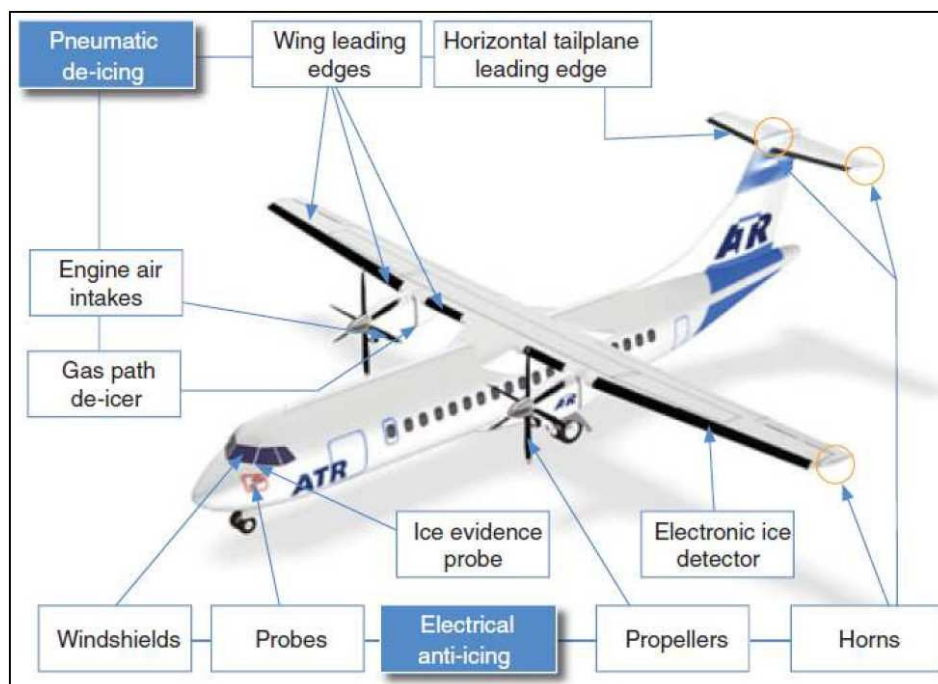 Pneumatic
de-icing
Wing leading
edges
Horizontal tailplane
leading edge
Engine air
intakes
Gas path
de-icer
ATR
ATR
AR
Ice evidence
probe
Electronic ice
detector
Windshields
Probes
Electrical
anti-icing
Propellers
Horns